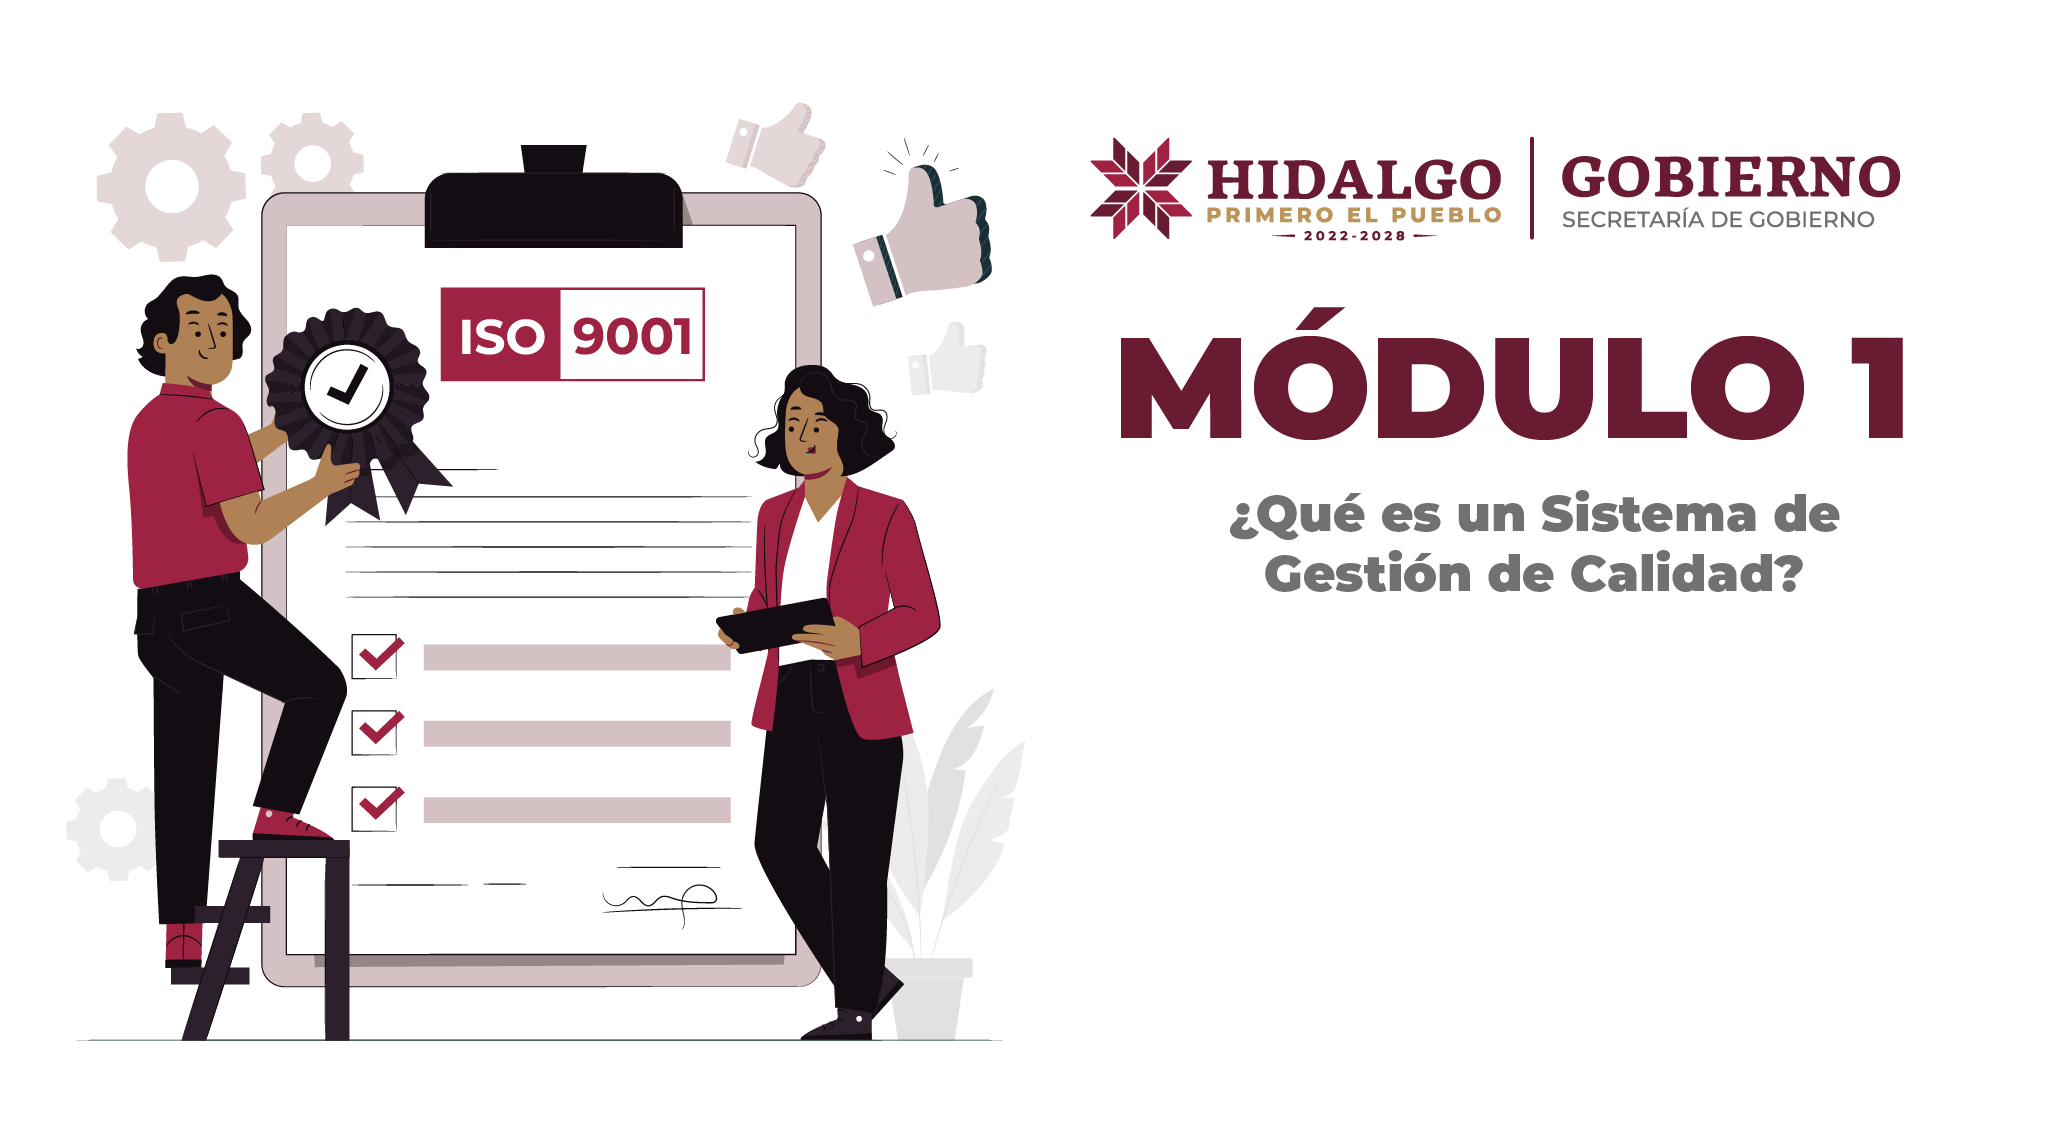 ISO 9001
HIDALGO
PRIMERO EL PUEBLO
2022-2028
GOBIERNO
SECRETARÍA DE GOBIERNO
MÓDULO 1
¿Qué es un Sistema de
Gestión de Calidad?